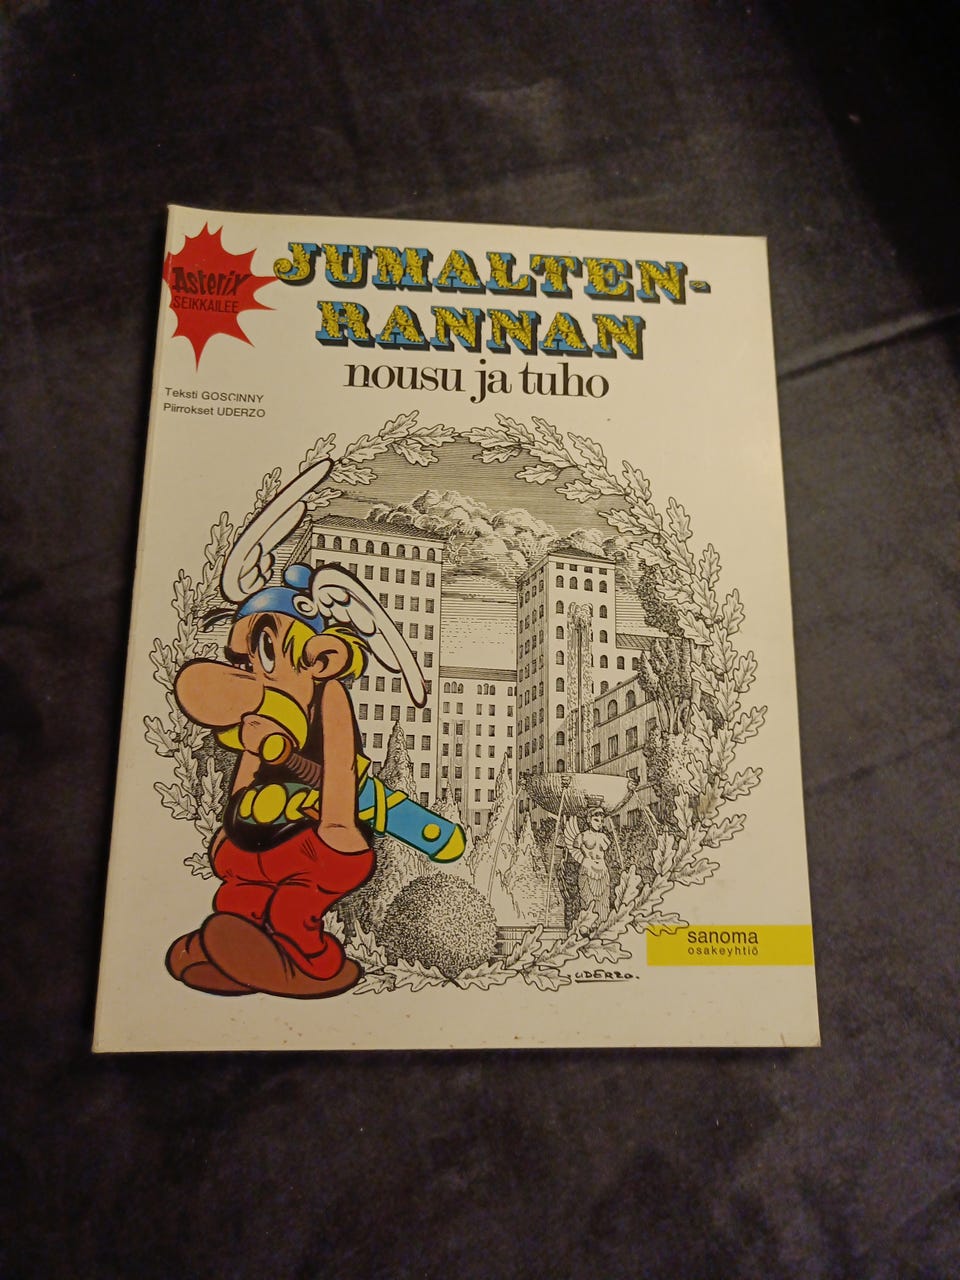 Asterix
SEIKKAILEE
JUMALTEN-
RANNAN
nousu ja tuho
Teksti GOSCINNY
Piirrokset UDERZO
sanoma
osakeyhtiö
UDERZO.